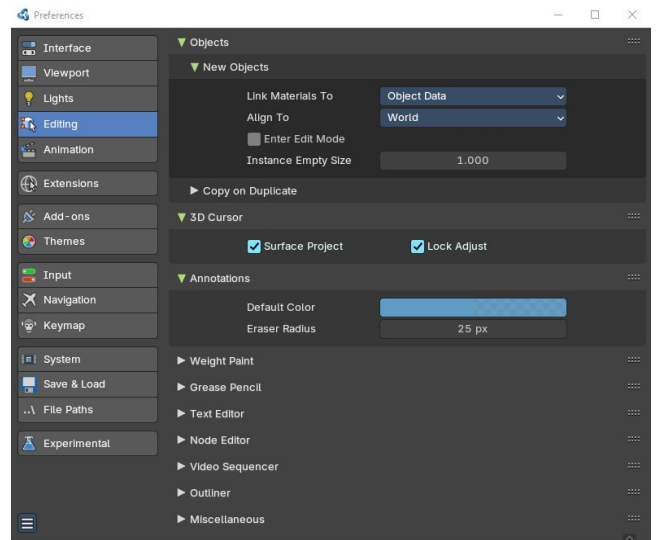 Preferences
Interface
Viewport
Lights
Editing
Animation
Extensions
Add-ons
Themes
Input
Navigation
Keymap
System
Save & Load
File Paths
Experimental
Objects
New Objects
Link Materials To Object Data
Align To World
Enter Edit Mode
Instance Empty Size 1.000
Copy on Duplicate
3D Cursor
Surface Project Lock Adjust
Annotations
Default Color
Eraser Radius 25 px
Weight Paint
Grease Pencil
Text Editor
Node Editor
Video Sequencer
Outliner
Miscellaneous